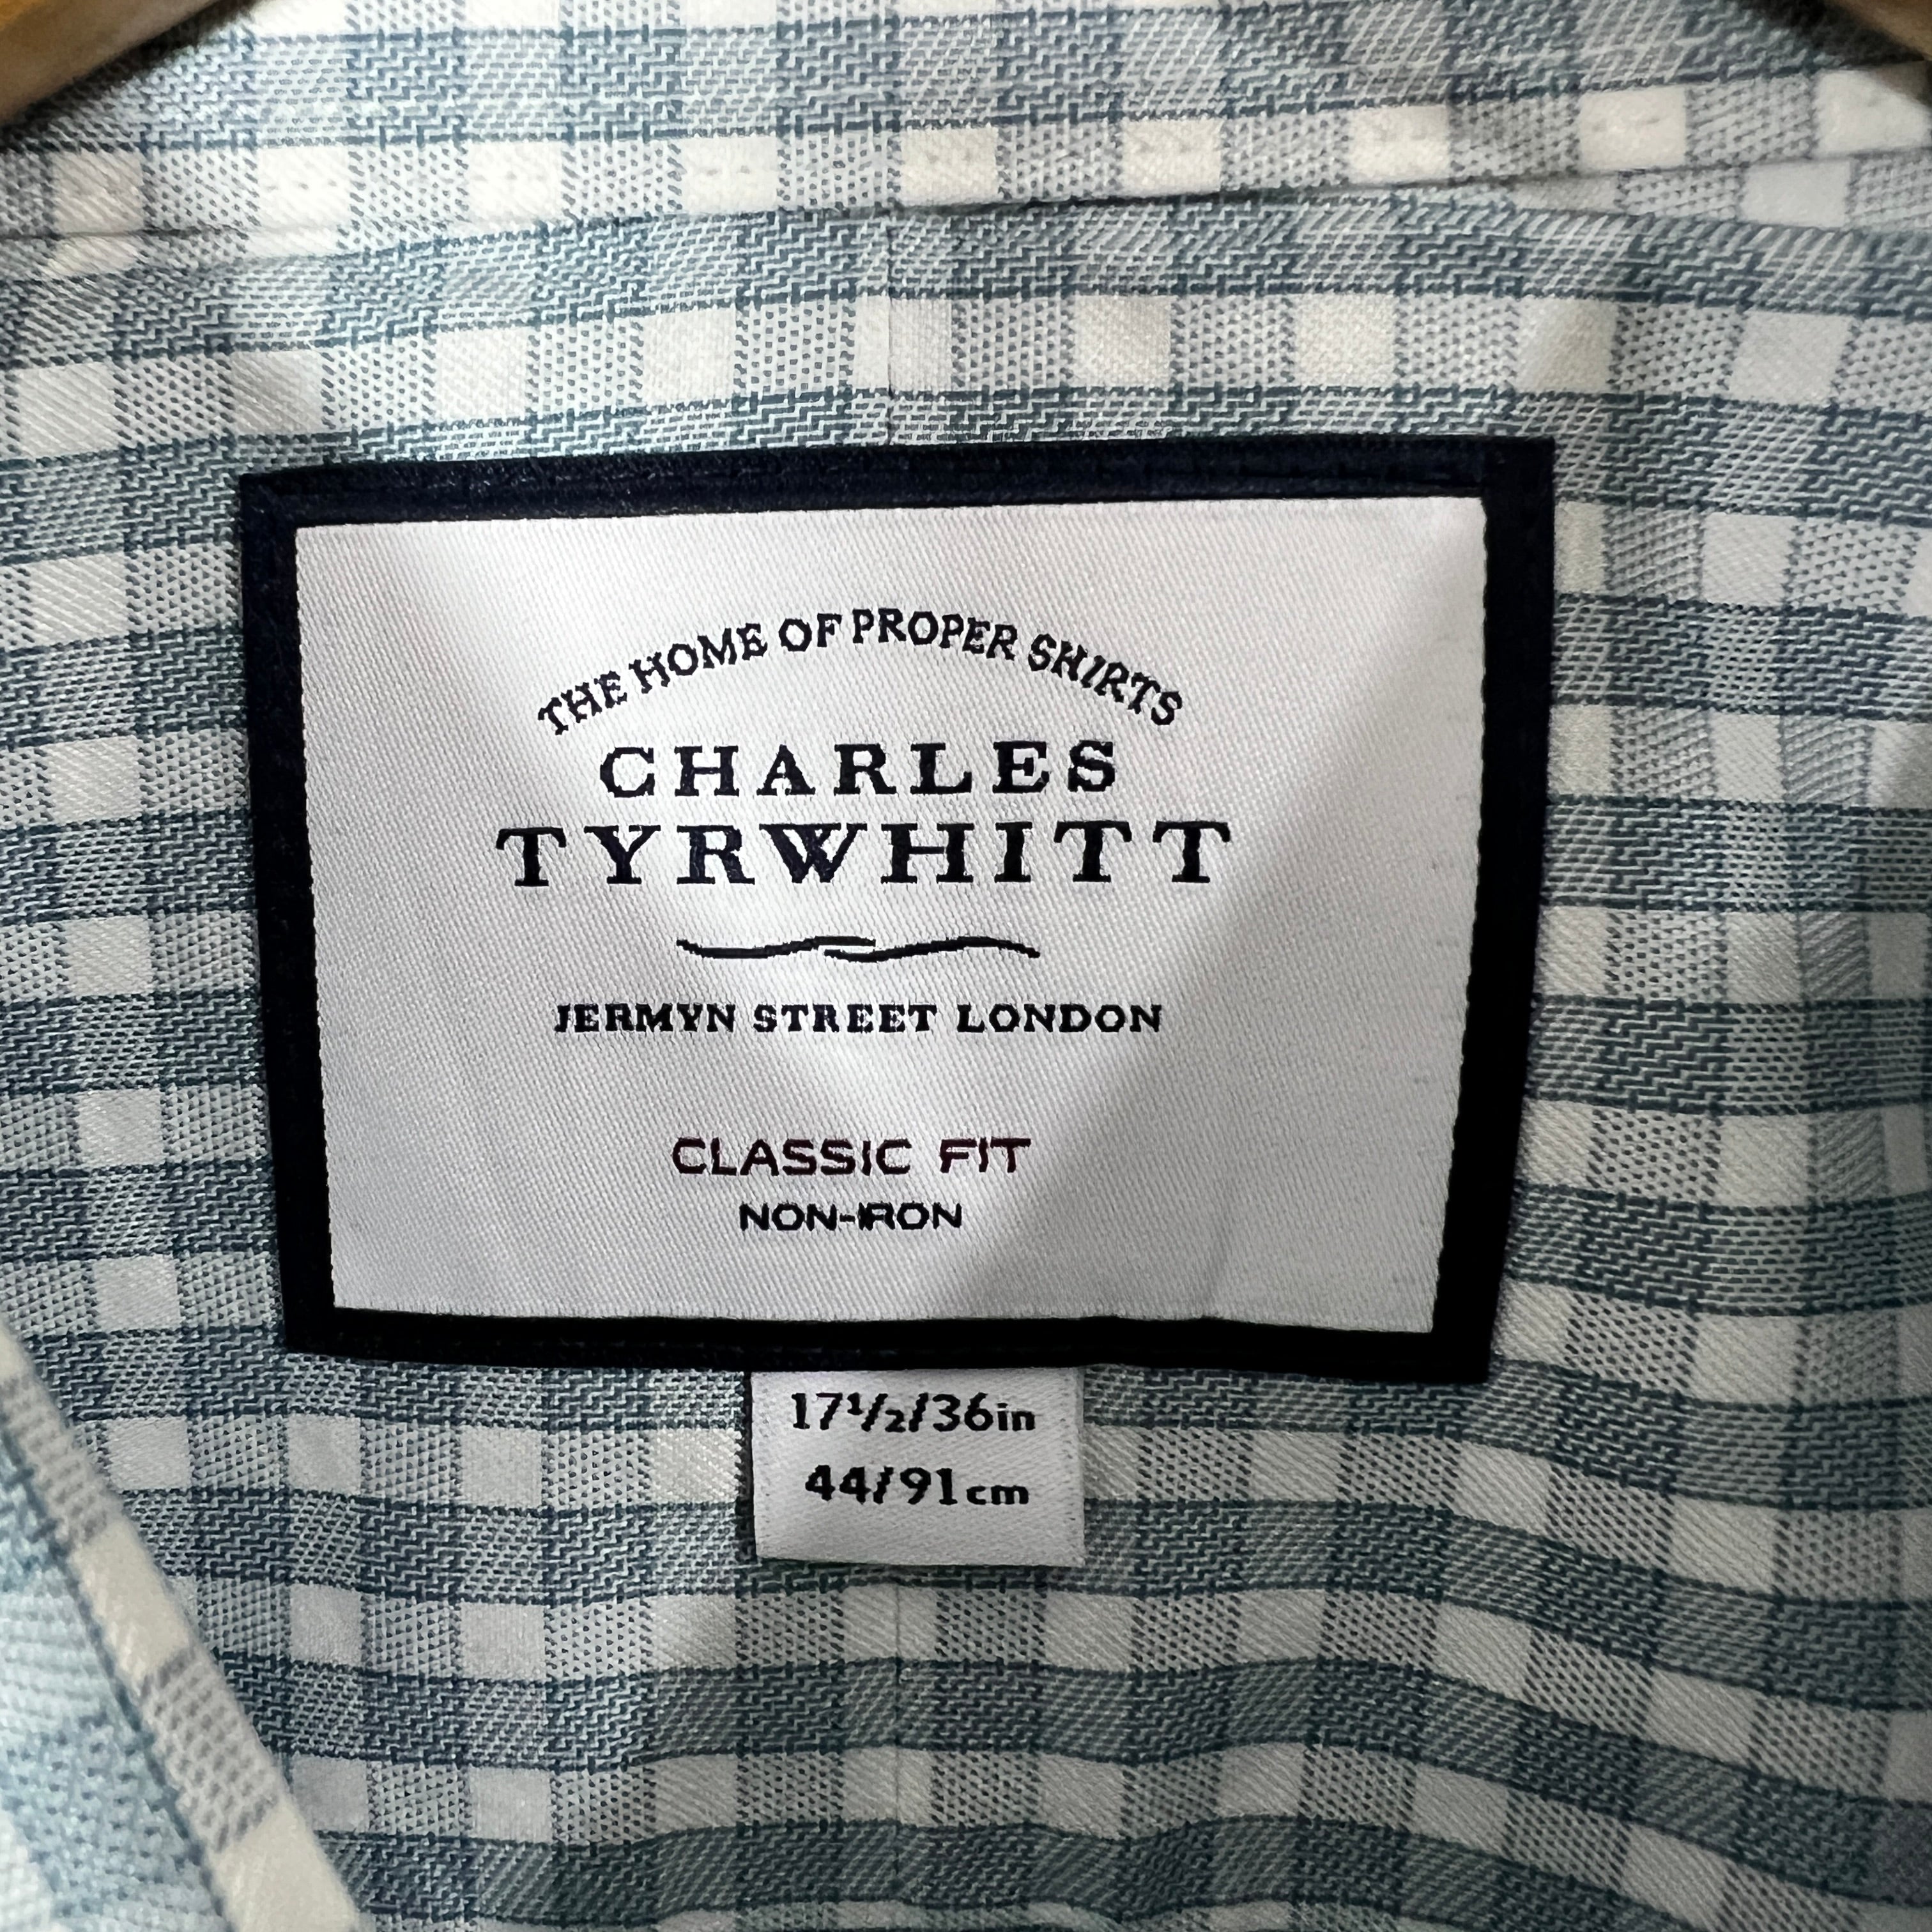 THE HOME OF PROPER SHIRTS
CHARLES
TYRWHITT
JERMYN STREET LONDON
CLASSIC FIT
NON-IRON
17½/36in
44/91cm